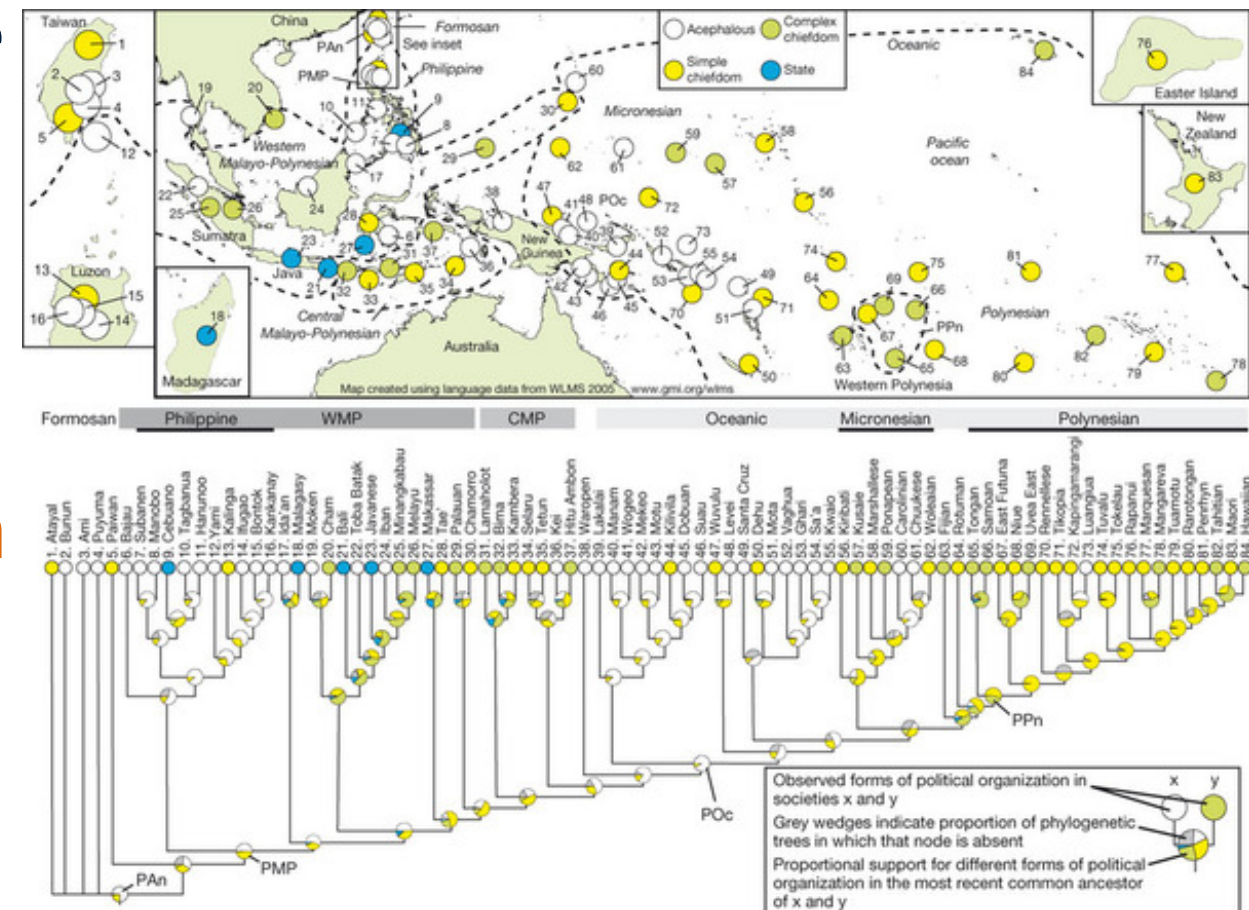 Taiwan
China
Formosan
See inset
PAn
PMP
Philippine
Acephalous
Complex
chiefdom
Simple
chiefdom
State
Oceanic
Easter Island
New
Zealand
Micronesian
Western
Malayo-Polynesian
Pacific
ocean
Sumatra
POc
New
Guinea
Java
Luzon
Central
Malayo-Polynesian
Polynesian
PPn
Madagascar
Australia
Western Polynesia
Map created using language data from WLMS 2005 www.gmi.org/wlms
1
2
3
4
5
12
13
14
15
16
18
19
20
10
11
9
8
7
17
22
24
25
26
23
21
28
27
6
31
32
33
35
34
36
37
38
29
30
60
62
61
59
57
58
56
72
47
41
48
40
39
44
42
43
46
45
52
73
55
54
53
49
51
71
70
50
74
64
75
69
66
67
63
65
68
81
77
80
82
79
78
84
76
83
Formosan
Philippine
WMP
CMP
Oceanic
Micronesian
Polynesian
1. Atayal
2. Bunun
3. Ami
4. Puyuma
5. Paiwan
6. Bajau
7. Subanen
8. Manobo
9. Cebuano
10. Tagbanua
11. Hanunoo
12. Yami
13. Kalinga
14. Ifugao
15. Bontok
16. Kankanay
17. Ida'an
18. Malagasy
19. Moken
20. Cham
21. Bali
22. Toba Batak
23. Javanese
24. Iban
25. Minangkabau
26. Melayu
27. Makassar
28. Tae'
29. Palauan
30. Chamorro
31. Lamaholot
32. Bima
33. Kambera
34. Selaru
35. Tetun
36. Kei
37. Hitu Ambon
38. Waropen
39. Lakalai
40. Manam
41. Wogeo
42. Mekeo
43. Motu
44. Kilivila
45. Dobuan
46. Suau
47. Wuvulu
48. Levei
49. Santa Cruz
50. Dehu
51. Mota
52. Vaghua
53. Ghari
54. Sa'a
55. Kwaio
56. Kiribati
57. Kusaie
58. Marshallese
59. Ponapean
60. Carolinian
61. Chuukese
62. Woleaian
63. Fijian
64. Rotuman
65. Tongan
66. Samoan
67. East Futuna
68. Niue
69. Uvea East
70. Rennellese
71. Tikopia
72. Kapingamarangi
73. Luangiua
74. Tuvalu
75. Tokelau
76. Rapanui
77. Marquesan
78. Mangareva
79. Tuamotu
80. Rarotongan
81. Penrhyn
82. Tahitian
83. Maori
84. Hawaiian
PPn
POc
PMP
PAn
x y
Observed forms of political organization in
societies x and y
Grey wedges indicate proportion of phylogenetic
trees in which that node is absent
Proportional support for different forms of political
organization in the most recent common ancestor
of x and y